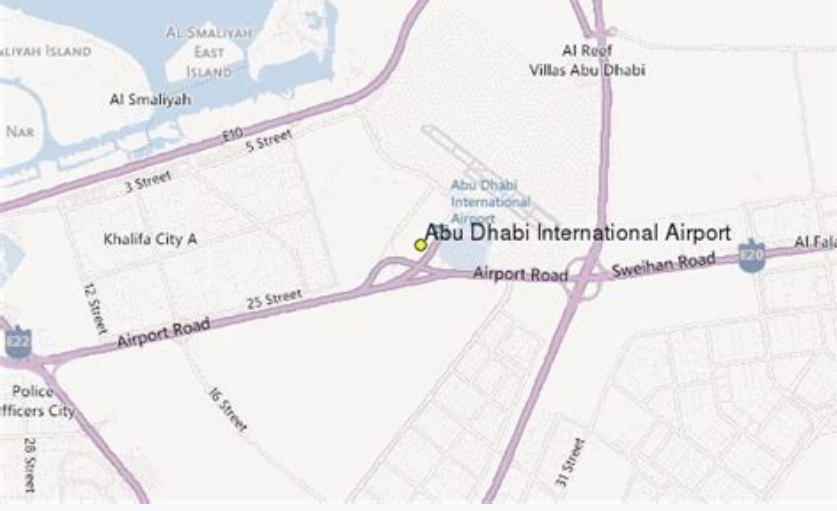 AL SMALIYAH
EAST
ISLAND
ALIYAH ISLAND
Al Smaliyah
NAR
Al Reef
Villas Abu Dhabi
E10
5 Street
3 Street
Abu Dhabi
International
Airport
Abu Dhabi International Airport
Khalifa City A
Airport Road
Sweihan Road
E20
Al Fala
12 Street
25 Street
Airport Road
E22
Police
fficers City
16 Street
28 Street
31 Street